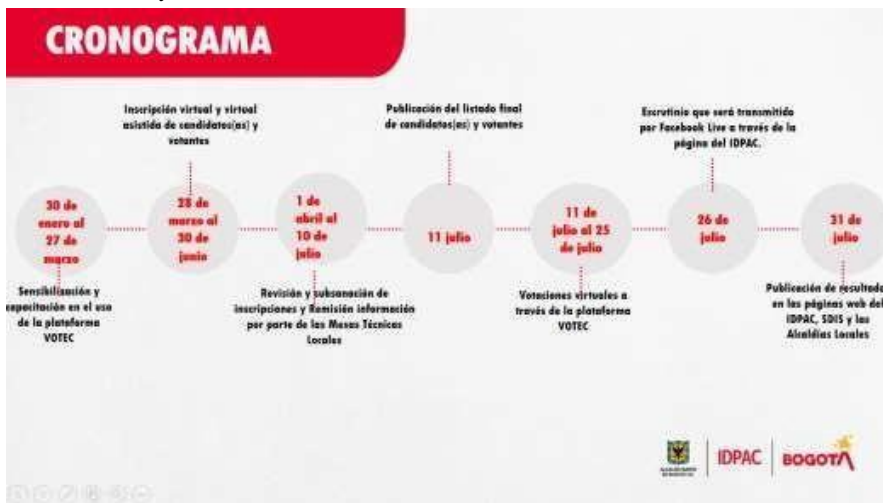 CRONOGRAMA
Inscripción virtual y virtual
asistida de candidatos(as) y
votantes
Publicación del listado final
de candidatos(as) y votantes
Escrutinio que será transmitido
por Facebook Live a través de la
página del IDPAC.
30 de
enero al
27 de
marzo
28 de
marzo al
30 de
junio
1 de
abril al
10 de
julio
11 julio
11 de
julio al 25
de julio
26 de
julio
31 de
julio
Sensibilización y
capacitación en el uso
de la plataforma
VOTEC
Revisión y subsanación de
inscripciones y Remisión información
por parte de las Mesas Técnicas
Locales
Votaciones virtuales a
través de la plataforma
VOTEC
Publicación de resultado
en las páginas web del
IDPAC, SDIS y las
Alcaldías Locales
IDPAC
BOGOTÁ